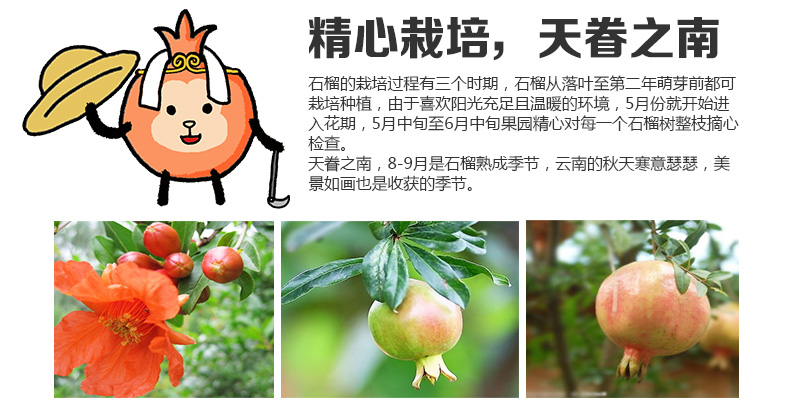 精心栽培，天眷之南
石榴的栽培过程有三个时期，石榴从落叶至第二年萌芽前都可
栽培种植，由于喜欢阳光充足且温暖的环境，5月份就开始进
入花期，5月中旬至6月中旬果园精心对每一个石榴树整枝摘心
检查。
天眷之南，8-9月是石榴熟成季节，云南的秋天寒意瑟瑟，美
景如画也是收获的季节。